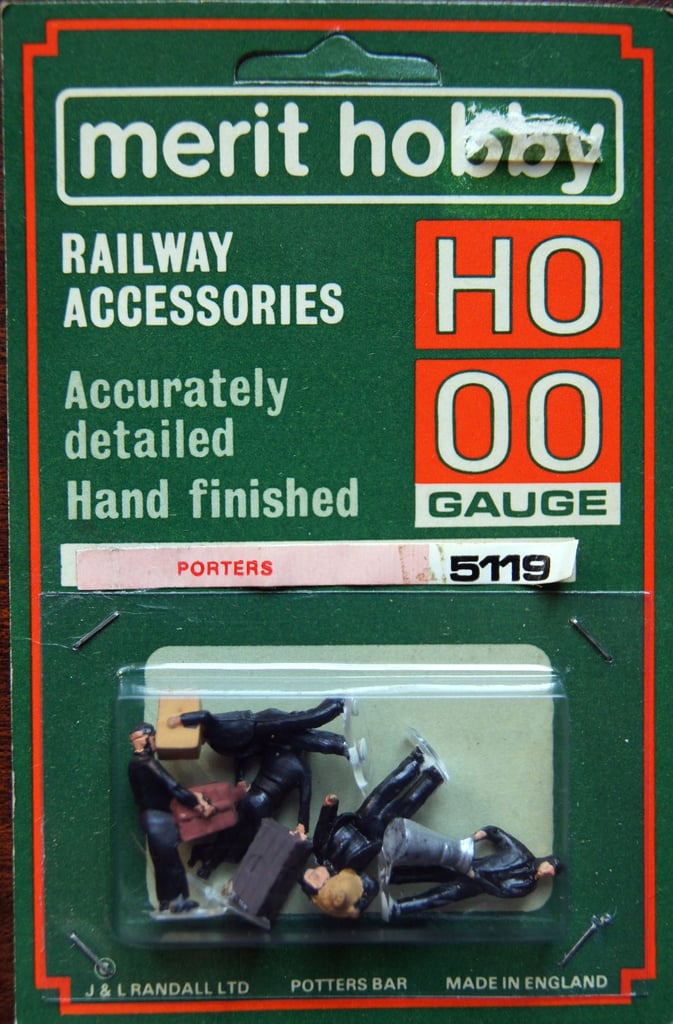 merit hobby
RAILWAY
ACCESSORIES
HO
Accurately
detailed
Hand finished
OO
GAUGE
PORTERS 5119
J & L RANDALL LTD POTTERS BAR MADE IN ENGLAND